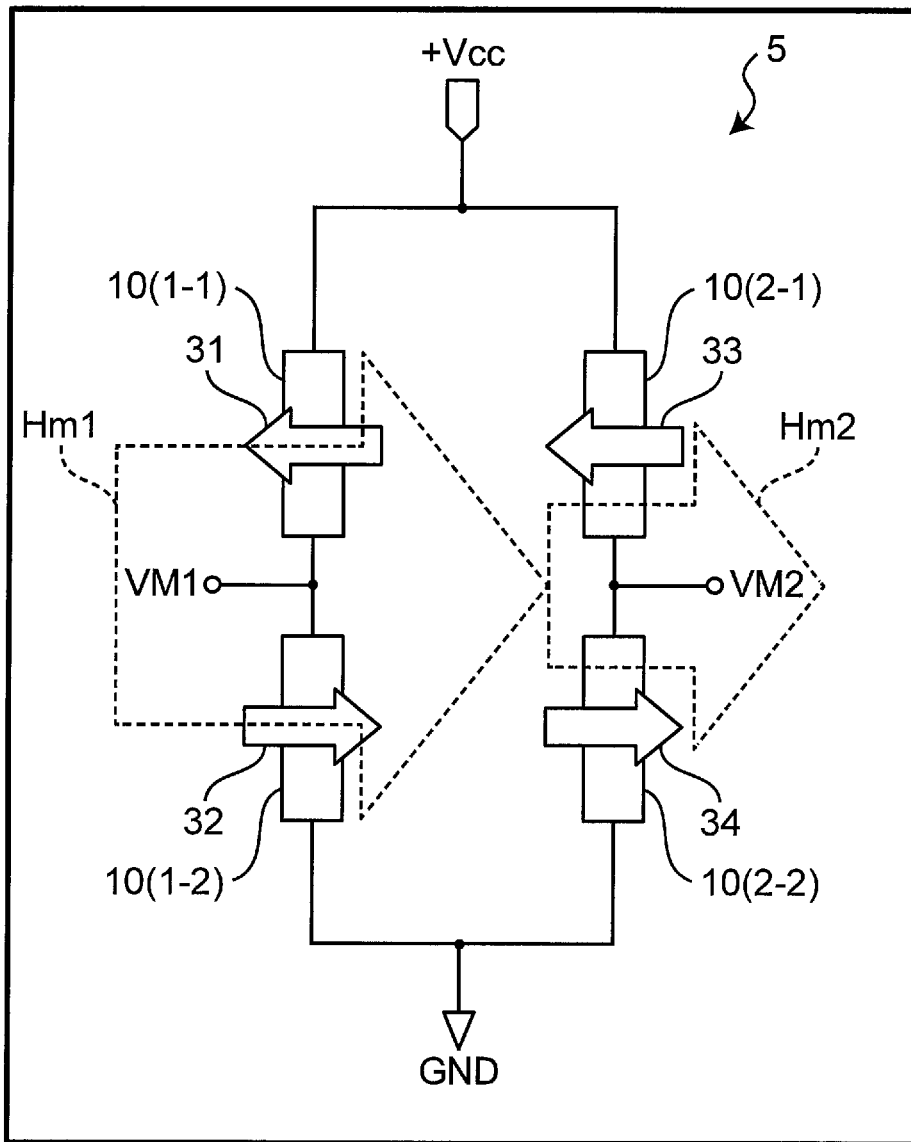 +Vcc
5
10(1-1)
10(2-1)
31
33
Hm1
Hm2
VM1
VM2
32
34
10(1-2)
10(2-2)
GND